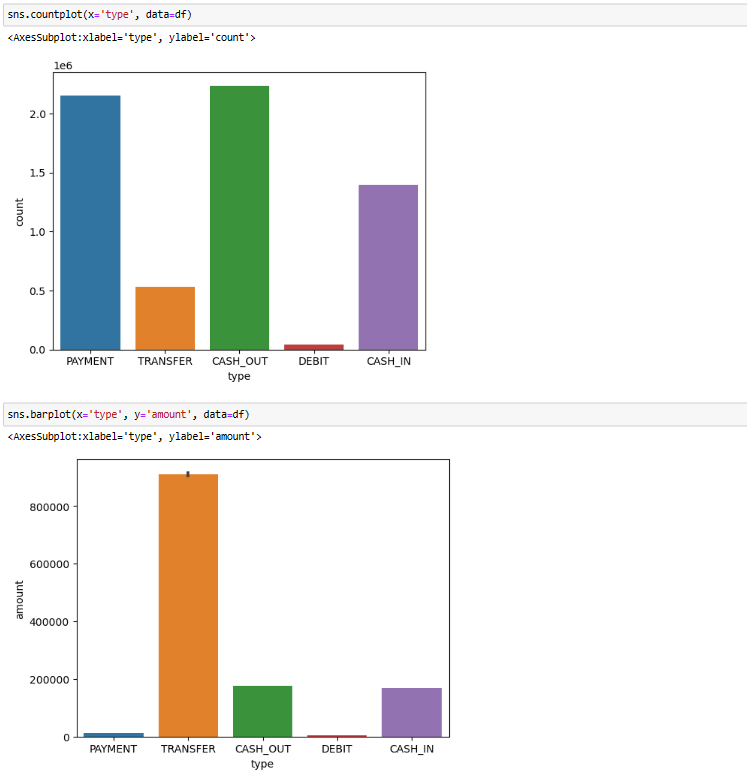 sns.countplot(x='type', data=df)
<AxesSubplot:xlabel='type', ylabel='count'>
1e6
2.0
1.5
1.0
0.5
0.0
count
PAYMENT TRANSFER CASH_OUT DEBIT CASH_IN
type
sns.barplot(x='type', y='amount', data=df)
<AxesSubplot:xlabel='type', ylabel='amount'>
800000
600000
400000
200000
0
amount
PAYMENT TRANSFER CASH_OUT DEBIT CASH_IN
type